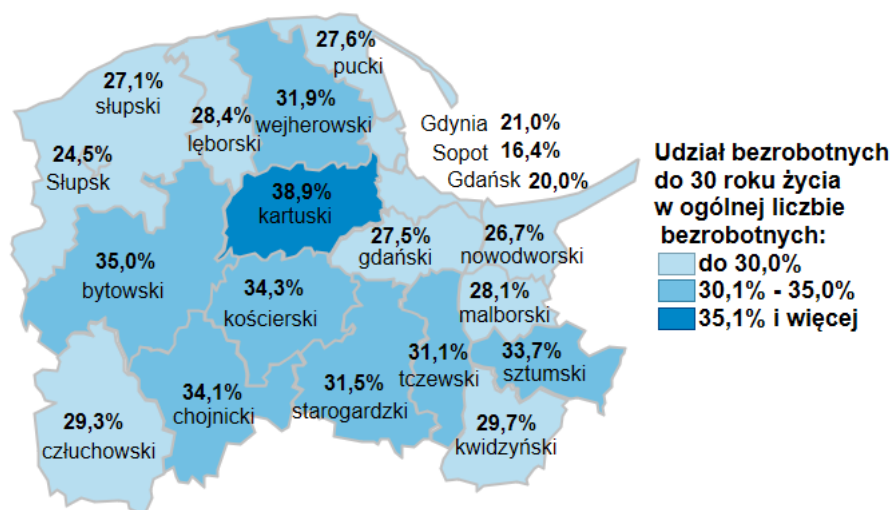 27,6%
pucki
27,1%
słupski
31,9%
wejherowski
28,4%
lęborski
Gdynia 21,0%
Sopot 16,4%
Gdańsk 20,0%
24,5%
Słupsk
38,9%
kartuski
27,5%
gdański
26,7%
nowodworski
35,0%
bytowski
34,3%
kościerski
28,1%
malborski
31,1%
tczewski
33,7%
sztumski
34,1%
chojnicki
31,5%
starogardzki
29,3%
człuchowski
29,7%
kwidzyński
Udział bezrobotnych
do 30 roku życia
w ogólnej liczbie
bezrobotnych:
do 30,0%
30,1% - 35,0%
35,1% i więcej